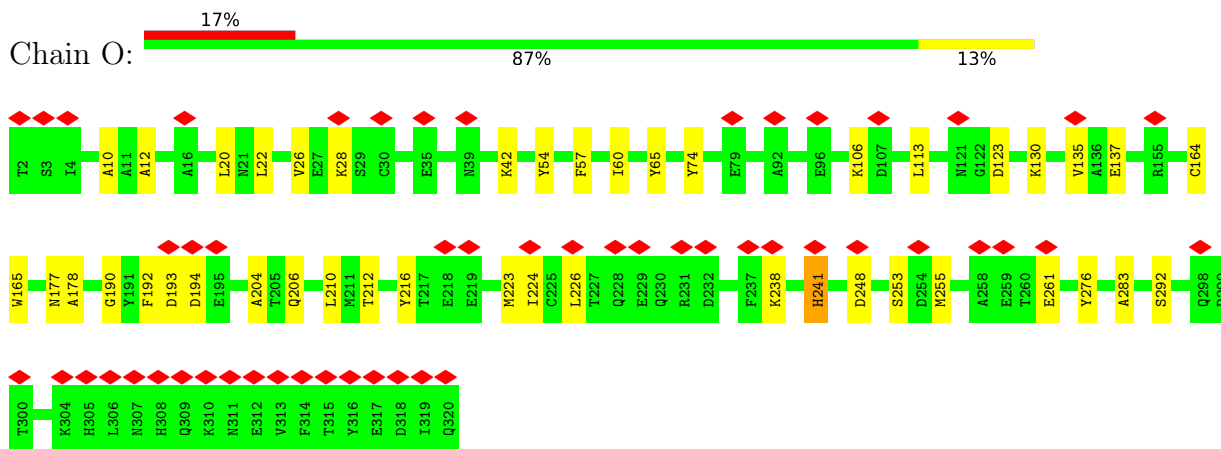 17%
Chain O:
87% 13%
T2 S3 I4 A10 A11 A12 A16 L20 N21 L22 V26 E27 K28 S29 C30 E35 N39 K42 Y54 F57 I60 Y65 Y74 E79 A92 E96 K106 D107 L113 N121 G122 D123 K130 V135 A136 E137 R155 C164
W165 N177 A178 G190 Y191 F192 D193 D194 E195 A204 T205 Q206 L210 M211 T212 Y216 T217 E218 E219 M223 I224 C225 L226 T227 Q228 E229 Q230 R231 D232 F237 K238 H241 D248 S253 D254 M255 A258 E259 T260 E261 Y276 A283 S292 Q298
T300 K304 H305 L306 N307 H308 Q309 K310 N311 E312 V313 F314 T315 Y316 E317 D318 I319 Q320